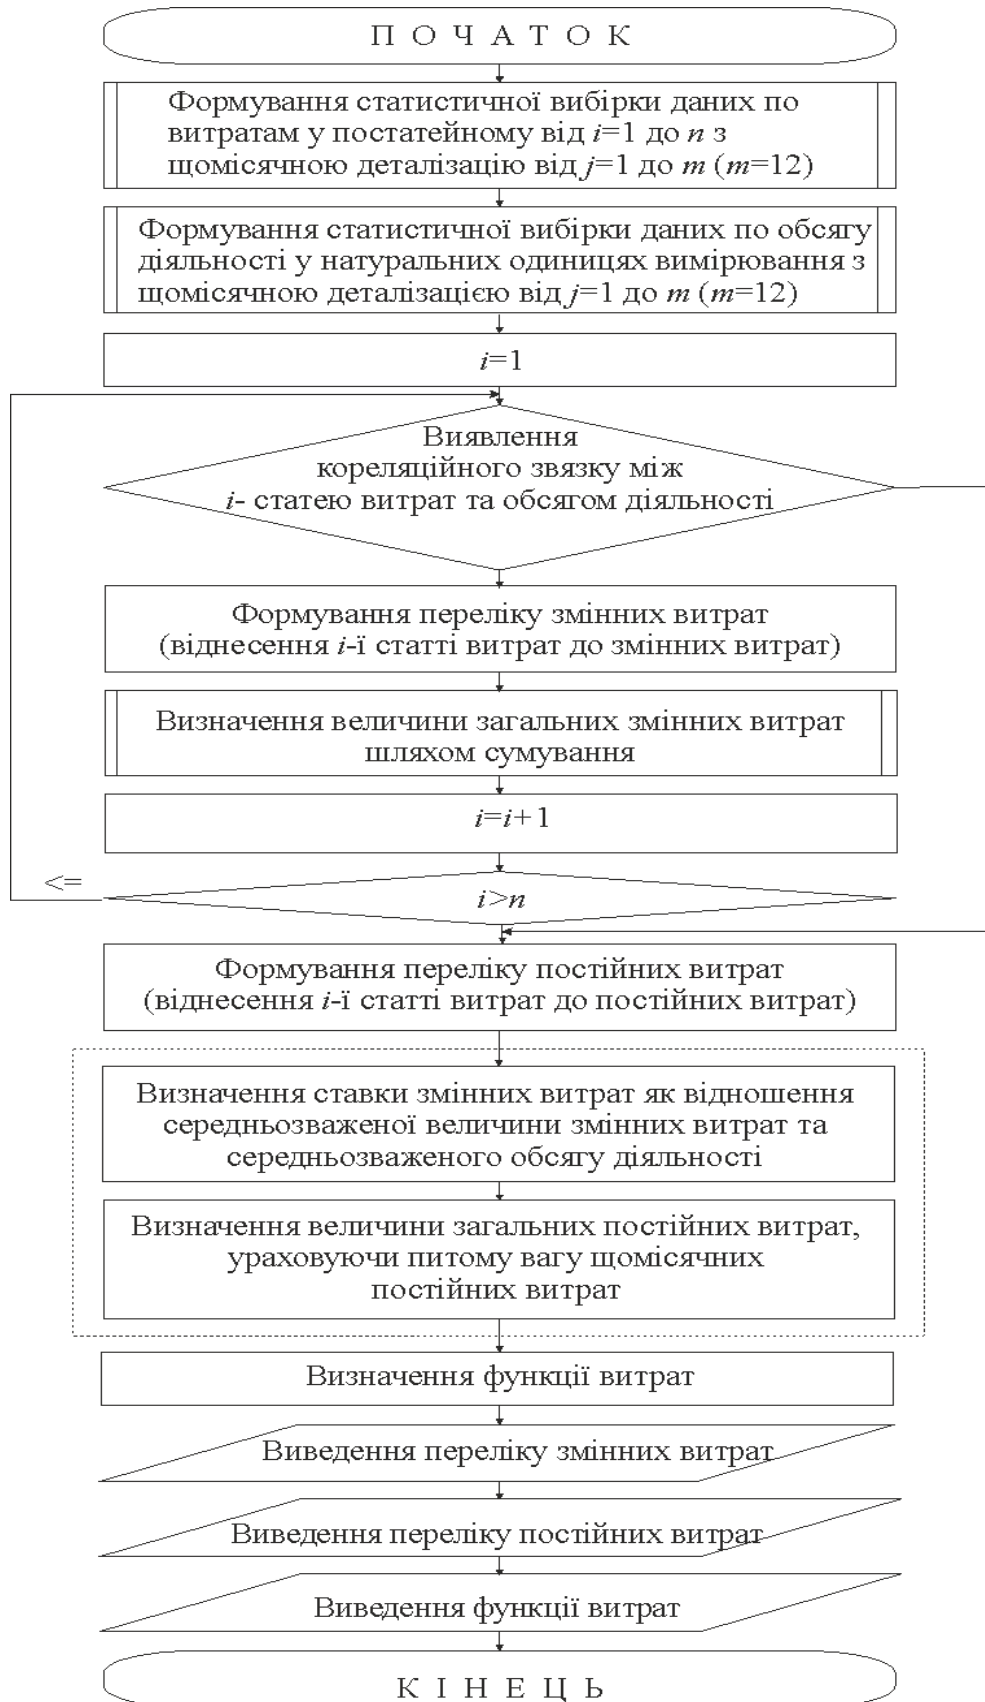 П О Ч А Т О К
Формування статистичної вибірки даних по
витратам у постатейному від i=1 до n з
щомісячною деталізацію від j=1 до m (m=12)
Формування статистичної вибірки даних по обсягу
діяльності у натуральних одиницях вимірювання з
щомісячною деталізацією від j=1 до m (m=12)
i=1
Виявлення
кореляційного звязку між
i- статею витрат та обсягом діяльності
Формування переліку змінних витрат
(віднесення i-ї статті витрат до змінних витрат)
Визначення величини загальних змінних витрат
шляхом сумування
i=i+1
<=
i>n
Формування переліку постійних витрат
(віднесення i-ї статті витрат до постійних витрат)
Визначення ставки змінних витрат як відношення
середньозваженої величини змінних витрат та
середньозваженого обсягу діяльності
Визначення величини загальних постійних витрат,
ураховуючи питому вагу щомісячних
постійних витрат
Визначення функції витрат
Виведення переліку змінних витрат
Виведення переліку постійних витрат
Виведення функції витрат
К І Н Е Ц Ь